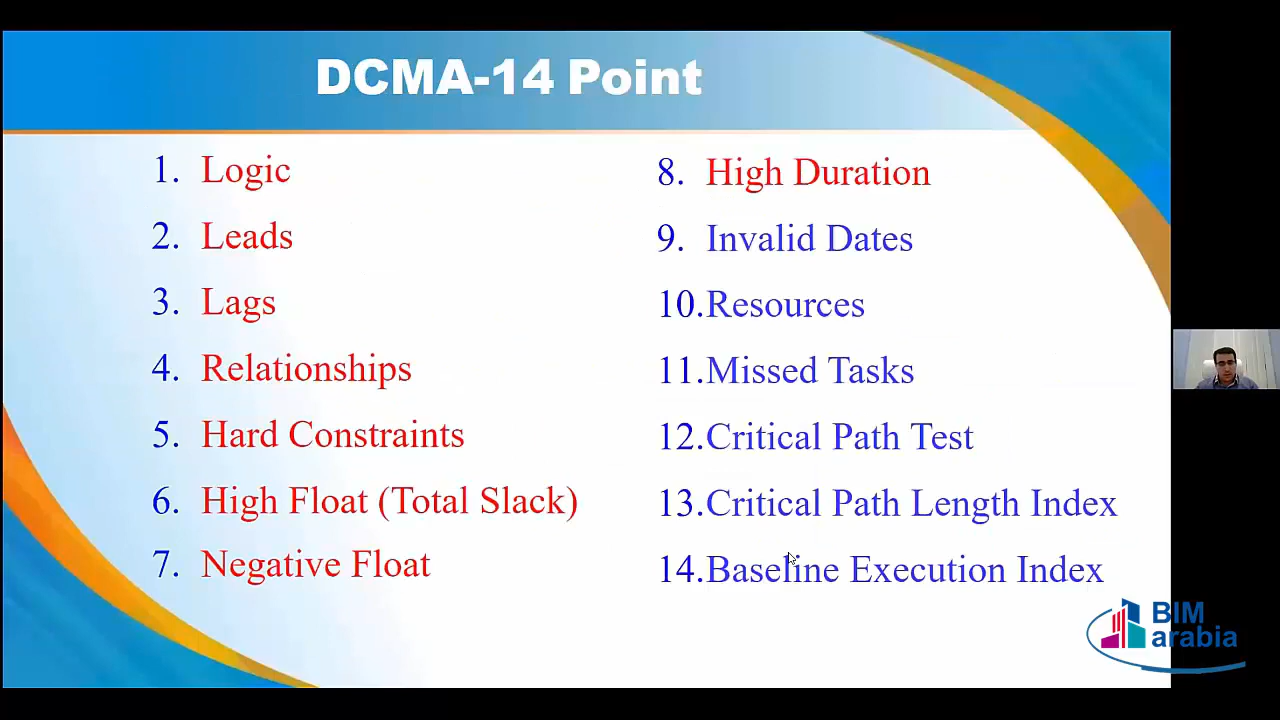 DCMA-14 Point
1. Logic
2. Leads
3. Lags
4. Relationships
5. Hard Constraints
6. High Float (Total Slack)
7. Negative Float
8. High Duration
9. Invalid Dates
10. Resources
11. Missed Tasks
12. Critical Path Test
13. Critical Path Length Index
14. Baseline Execution Index
BIM
arabia